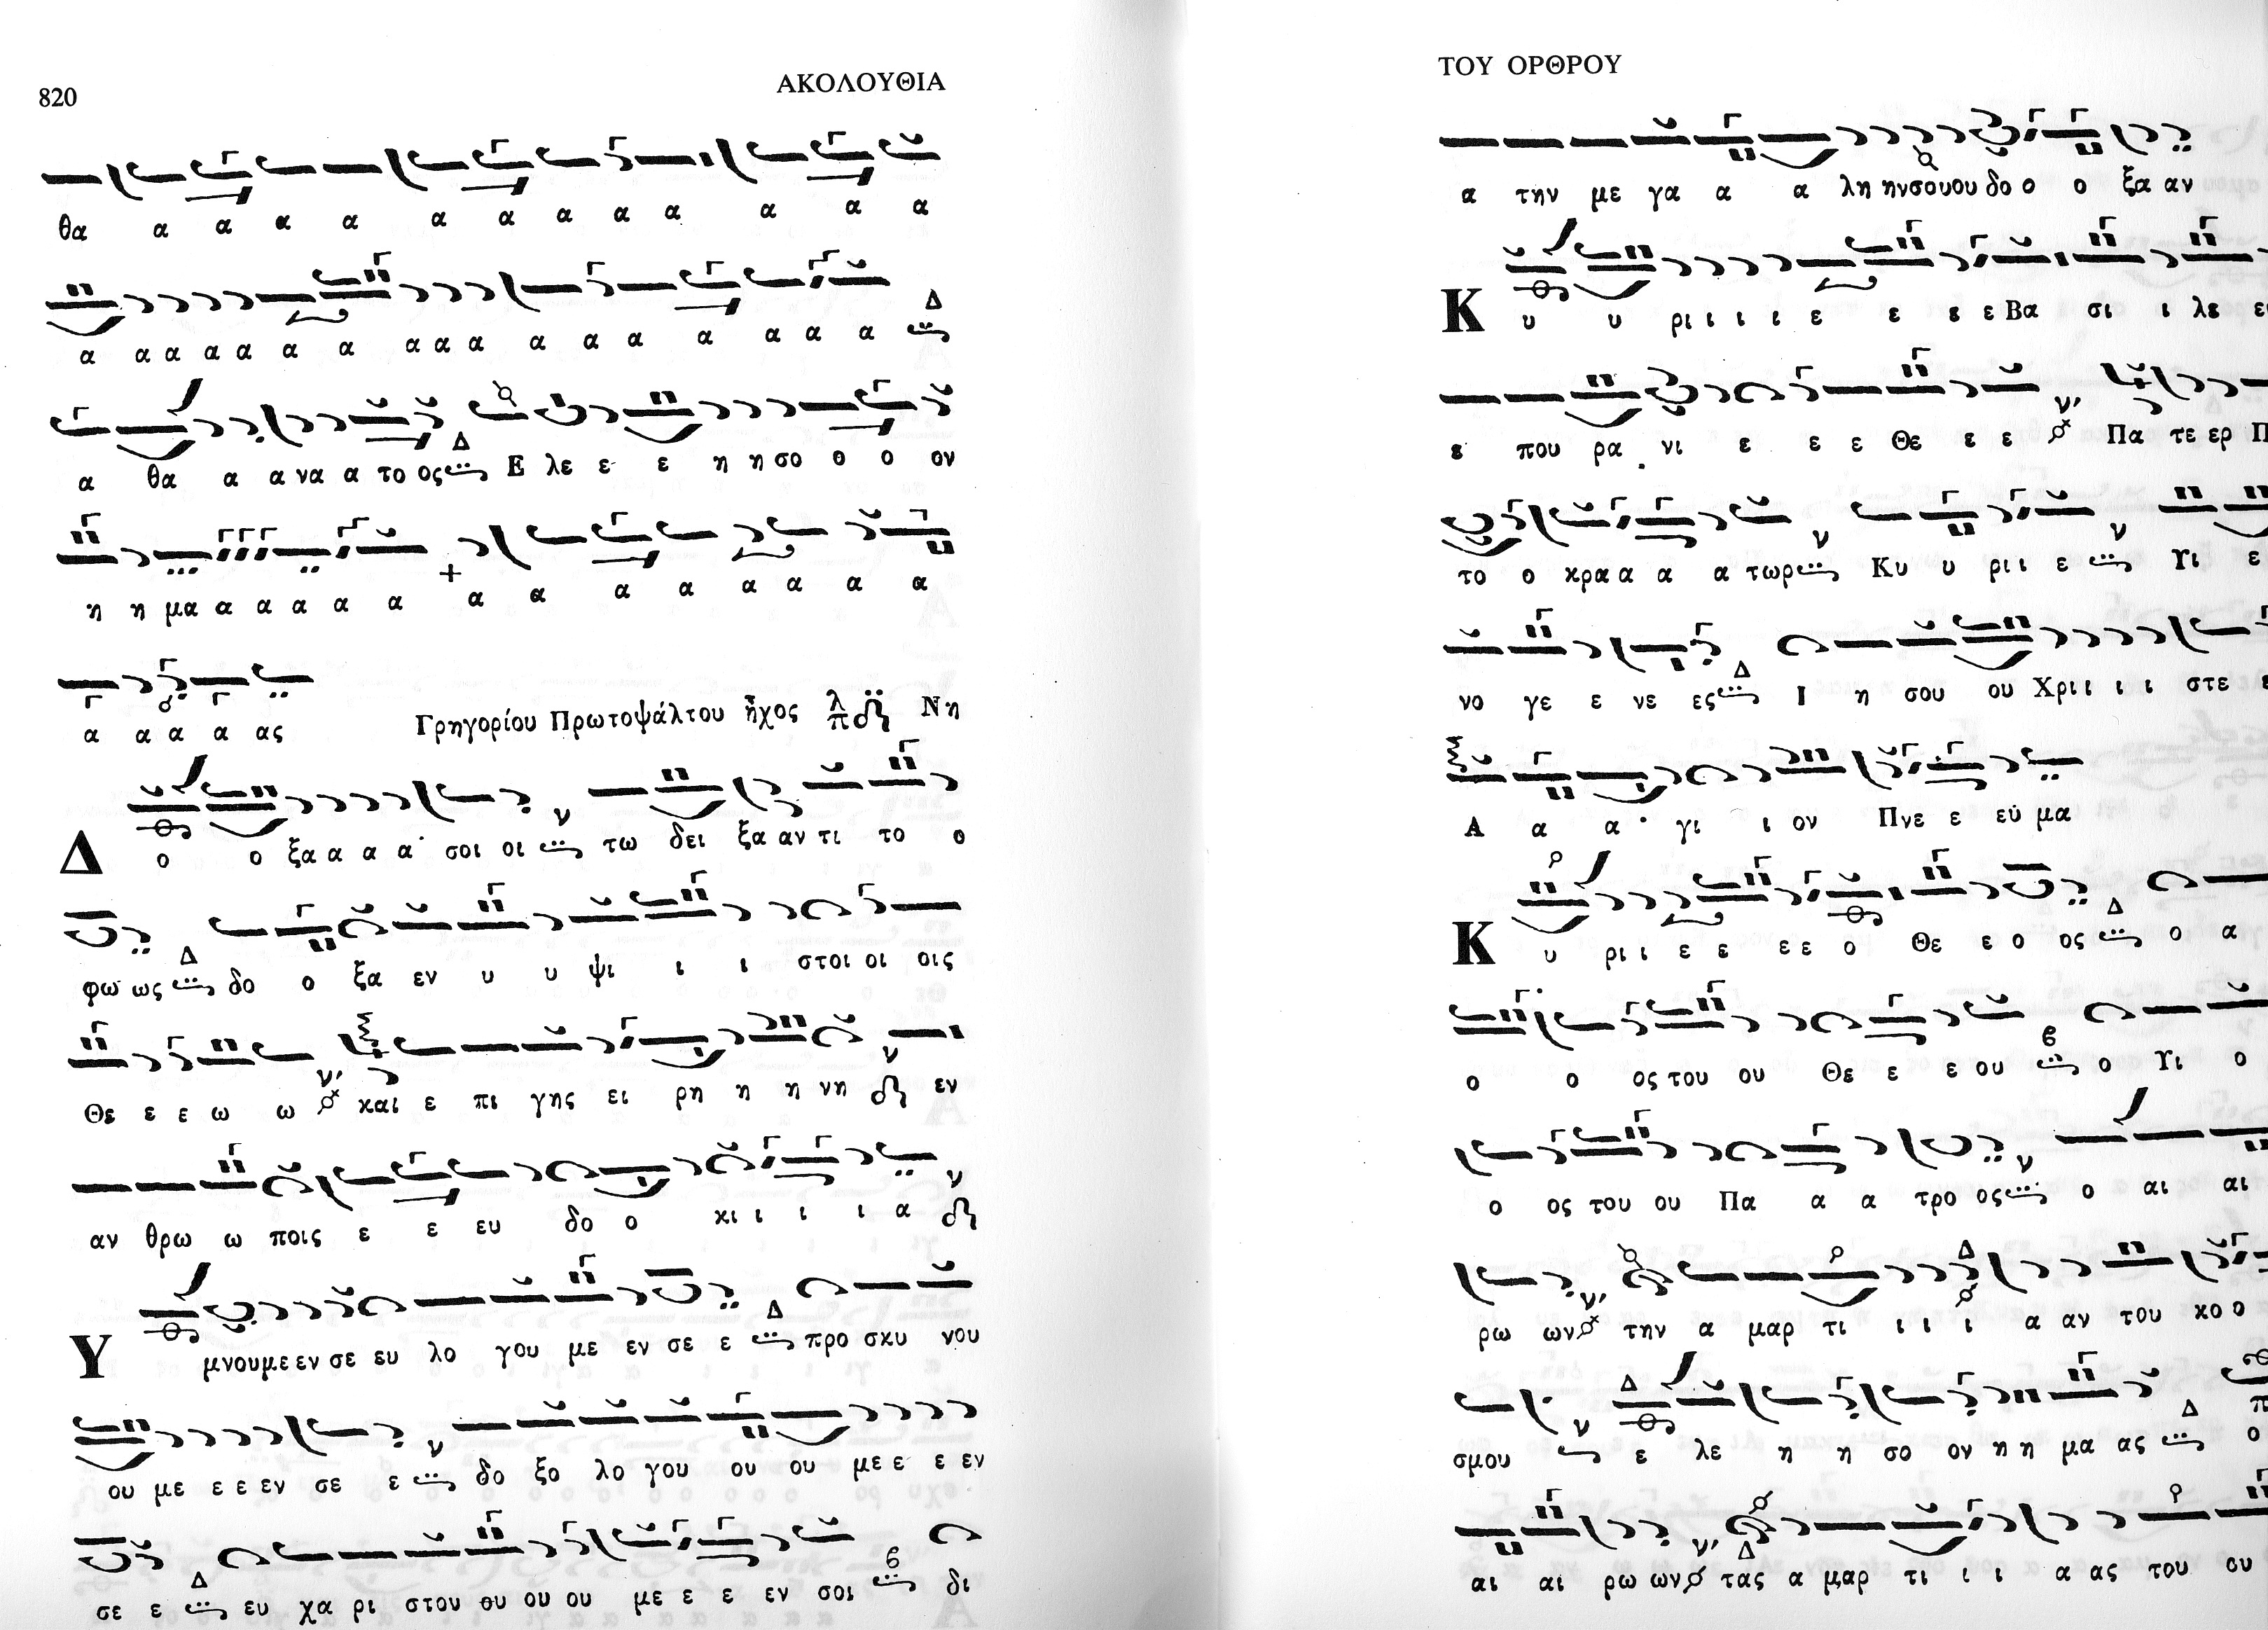 820
ΑΚΟΛΟΥΘΙΑ
θα α α α α α α α α α α α α
α α α α α α α α α α α α α α α α α Δ
α θα α α να α το ος Δ Ε λε ε ε η η σο ο ο ον
η η μα α α α α α α α α α α α α
α α α α ας Γρηγορίου Πρωτοψάλτου ἦχος λ π Νη
Δ ο ο ξα α α α σοι οι ν τω δει ξα αν τι το ο
φω ως Δ δο ο ξα εν υ υ ψι ι ι στοι οι οις
Θε ε ε ω ω ν και ε πι γης ει ρη η η νη ν εν
αν θρω ω ποις ε ε ευ δο ο κι ι ι ι α ν
Υ μνουμε εν σε ευ λο γου με εν σε ε Δ προ σκυ νου
ου με ε ε εν σε ε ν δο ξο λο γου ου ου με ε ε εν
σε ε Δ ευ χα ρι στου ου ου ου με ε ε εν σοι β δι
ΤΟΥ ΟΡΘΡΟΥ
α την με γα α α λη ην σου ου δο ο ο ξα αν
Κ υ υ ρι ι ι ι ε ε ε ε Βα σι ι λε
ε που ρα νι ε ε ε Θε ε ε ν Πα τε ερ
το ο κρα α α α τωρ ν Κυ υ ρι ι ε ν Υι ε
νο γε ε νε ες Δ Ι η σου ου Χρι ι ι ι στε
Α α α γι ι ον Πνε ε ευ μα
Κ υ ρι ι ε ε ε ε ο Θε ε ο ος Δ ο α
ο ο ος του ου Θε ε ε ου β ο Υι ο
ο ος του ου Πα α α τρο ος ν ο αι αι
ρω ων ν την α μαρ τι ι ι ι α αν του κο ο
σμου ν ε λε η η σο ον η η μα ας Δ ο
αι αι ρω ων ν τας α μαρ τι ι ι α ας του ου